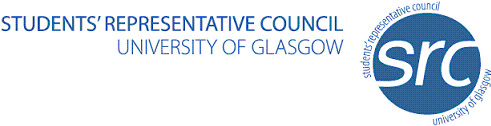 STUDENTS' REPRESENTATIVE COUNCIL
UNIVERSITY OF GLASGOW
students' representative council
src
university of glasgow